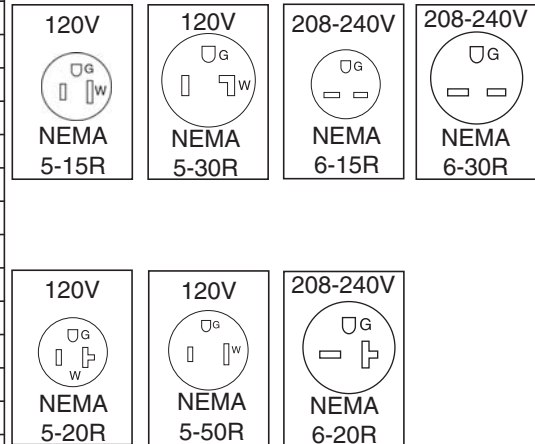 120V
G
W
NEMA
5-15R
120V
G
W
NEMA
5-30R
208-240V
G
NEMA
6-15R
208-240V
G
NEMA
6-30R
120V
G
W
NEMA
5-20R
120V
G
W
NEMA
5-50R
208-240V
G
NEMA
6-20R